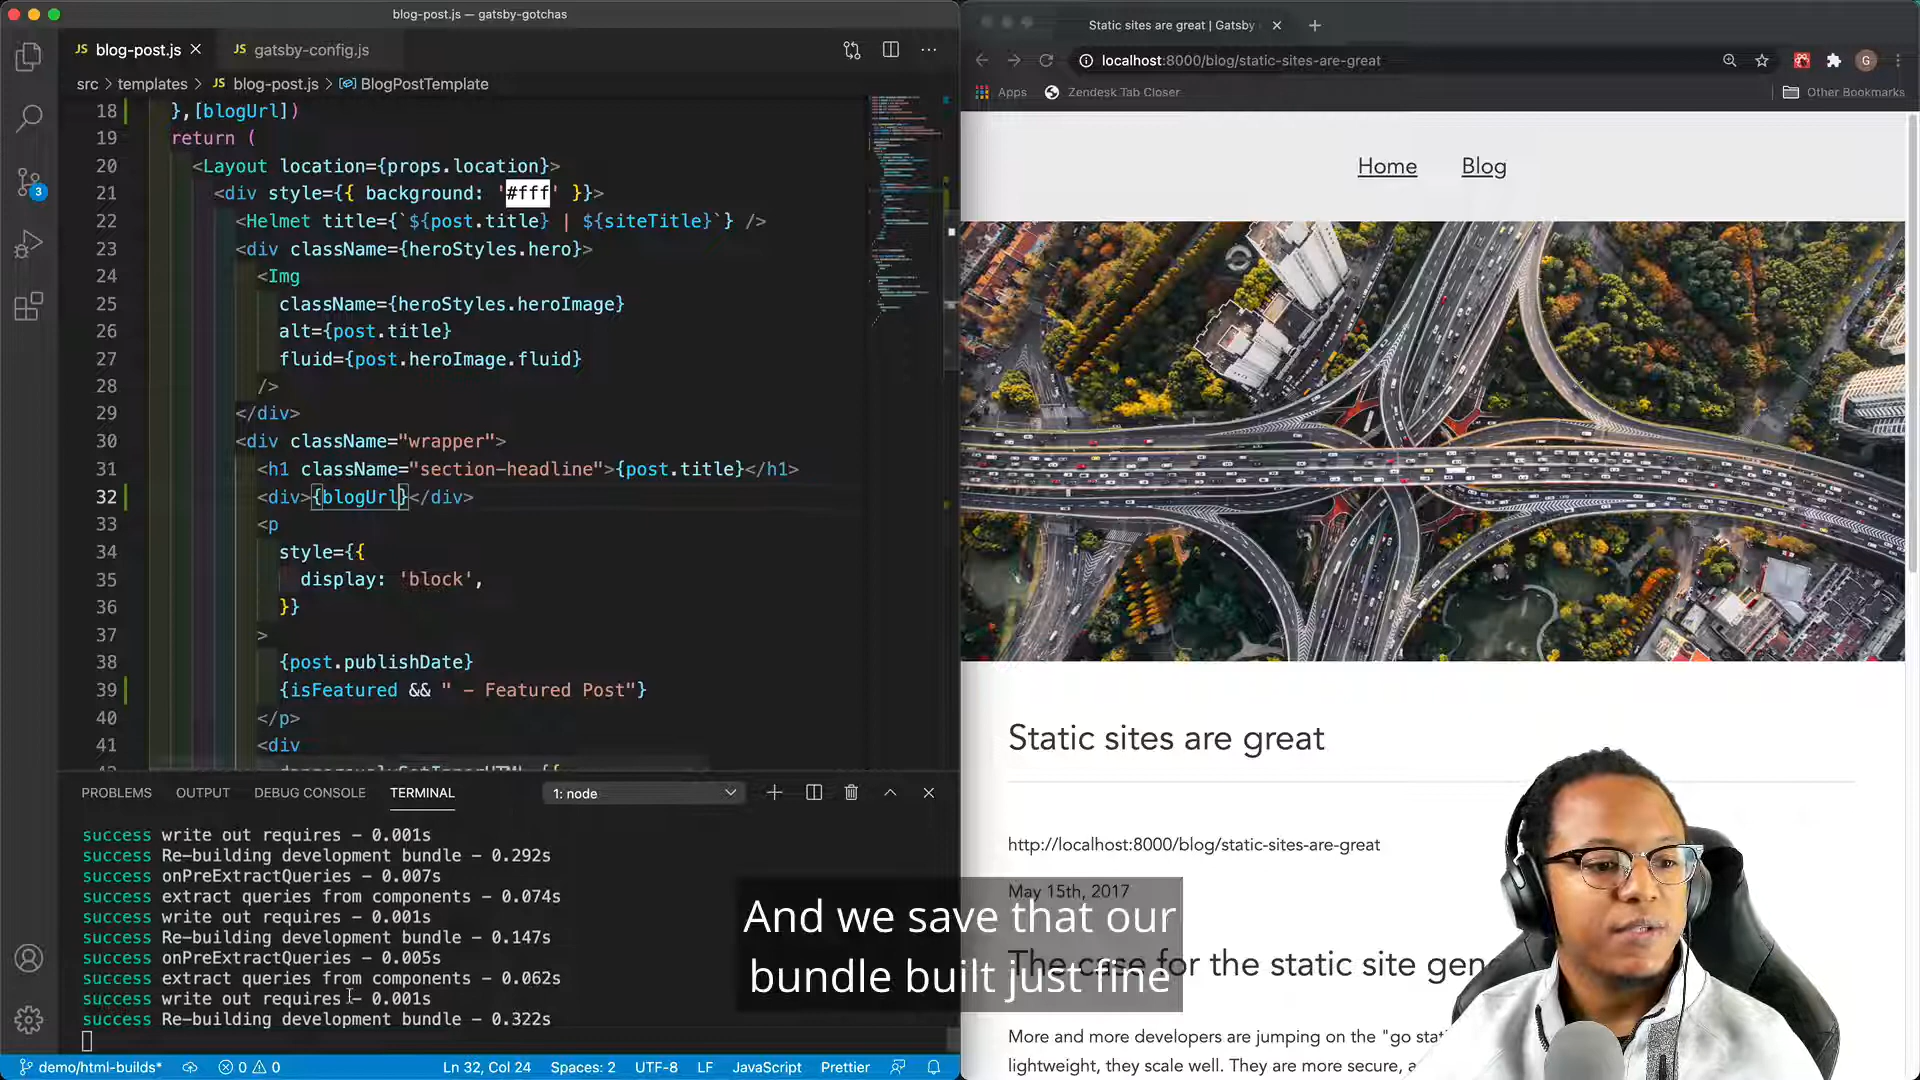 blog-post.js — gatsby-gotchas
JS blog-post.js
JS gatsby-config.js
src > templates > JS blog-post.js > BlogPostTemplate
18 },[blogUrl])
19 return (
20 <Layout location={props.location}>
21 <div style={{ background: '#fff' }}>
22 <Helmet title={`${post.title} | ${siteTitle}`} />
23 <div className={heroStyles.hero}>
24 <Img
25 className={heroStyles.heroImage}
26 alt={post.title}
27 fluid={post.heroImage.fluid}
28 />
29 </div>
30 <div className="wrapper">
31 <h1 className="section-headline">{post.title}</h1>
32 <div>{blogUrl}</div>
33 <p
34 style={{
35 display: 'block',
36 }}
37 >
38 {post.publishDate}
39 {isFeatured && " - Featured Post"}
40 </p>
41 <div
3
PROBLEMS OUTPUT DEBUG CONSOLE TERMINAL 1: node
success write out requires - 0.001s
success Re-building development bundle - 0.292s
success onPreExtractQueries - 0.007s
success extract queries from components - 0.074s
success write out requires - 0.001s
success Re-building development bundle - 0.147s
success onPreExtractQueries - 0.005s
success extract queries from components - 0.062s
success write out requires - 0.001s
success Re-building development bundle - 0.322s
demo/html-builds* 0 0 Ln 32, Col 24 Spaces: 2 UTF-8 LF JavaScript Prettier
Static sites are great | Gatsby
localhost:8000/blog/static-sites-are-great
G
Apps Zendesk Tab Closer Other Bookmarks
Home Blog
Static sites are great
http://localhost:8000/blog/static-sites-are-great
May 15th, 2017
The case for the static site gen
More and more developers are jumping on the "go stat
lightweight, they scale well. They are more secure, a
And we save that our
bundle built just fine